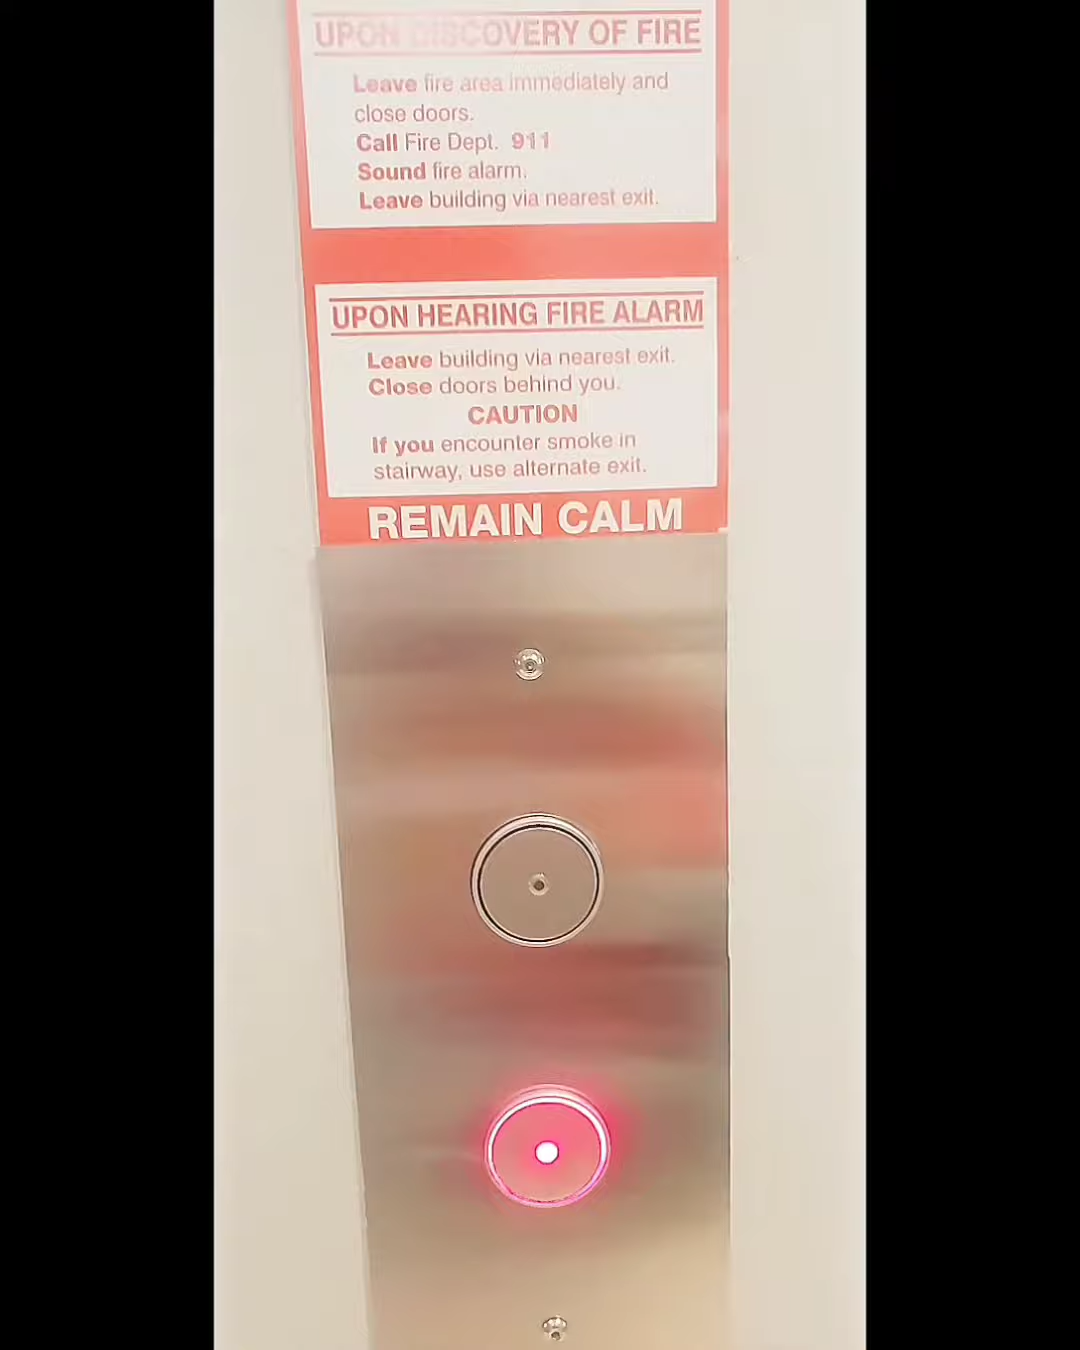 UPON DISCOVERY OF FIRE
Leave fire area immediately and
close doors.
Call Fire Dept. 911
Sound fire alarm.
Leave building via nearest exit.
UPON HEARING FIRE ALARM
Leave building via nearest exit.
Close doors behind you.
CAUTION
If you encounter smoke in
stairway, use alternate exit.
REMAIN CALM